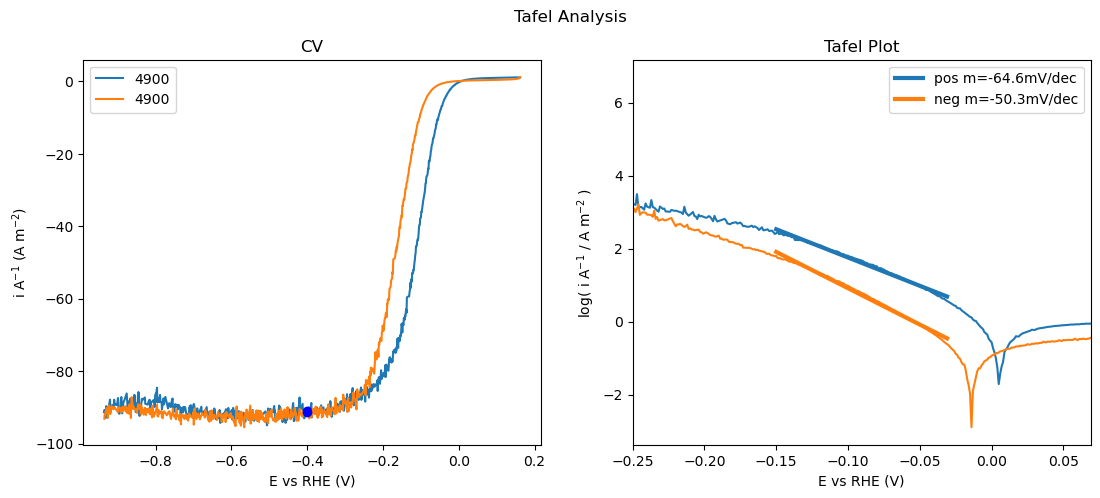 Tafel Analysis
CV
4900
4900
0
−20
−40
−60
−80
−100
i A⁻¹ (A m⁻²)
−0.8
−0.6
−0.4
−0.2
0.0
0.2
E vs RHE (V)
Tafel Plot
pos m=-64.6mV/dec
neg m=-50.3mV/dec
6
4
2
0
−2
log( i A⁻¹ / A m⁻² )
−0.25
−0.20
−0.15
−0.10
−0.05
0.00
0.05
E vs RHE (V)